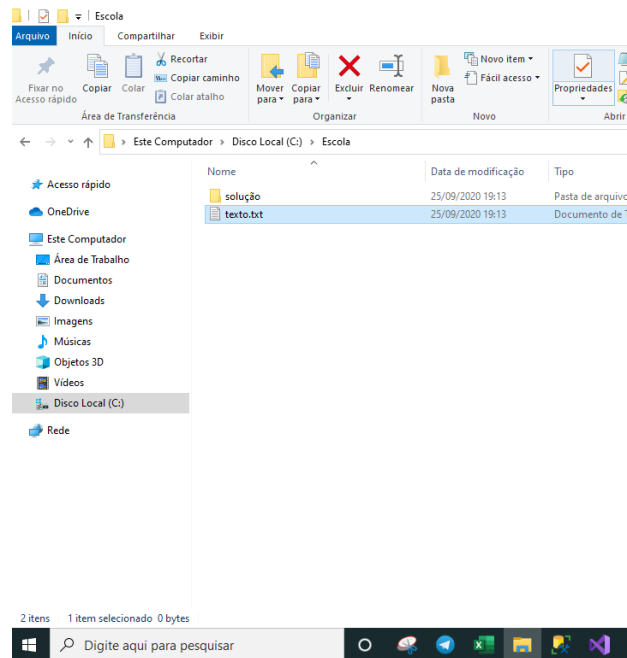 Escola
Arquivo Início Compartilhar Exibir
Fixar no Acesso rápido
Copiar
Colar
Recortar
Copiar caminho
Colar atalho
Mover para
Copiar para
Excluir
Renomear
Nova pasta
Novo item
Fácil acesso
Propriedades
Área de Transferência Organizar Novo Abrir
Este Computador > Disco Local (C:) > Escola
Nome Data de modificação Tipo
solução 25/09/2020 19:13 Pasta de arquivo
texto.txt 25/09/2020 19:13 Documento de T
Acesso rápido
OneDrive
Este Computador
Área de Trabalho
Documentos
Downloads
Imagens
Músicas
Objetos 3D
Vídeos
Disco Local (C:)
Rede
2 itens 1 item selecionado 0 bytes
Digite aqui para pesquisar